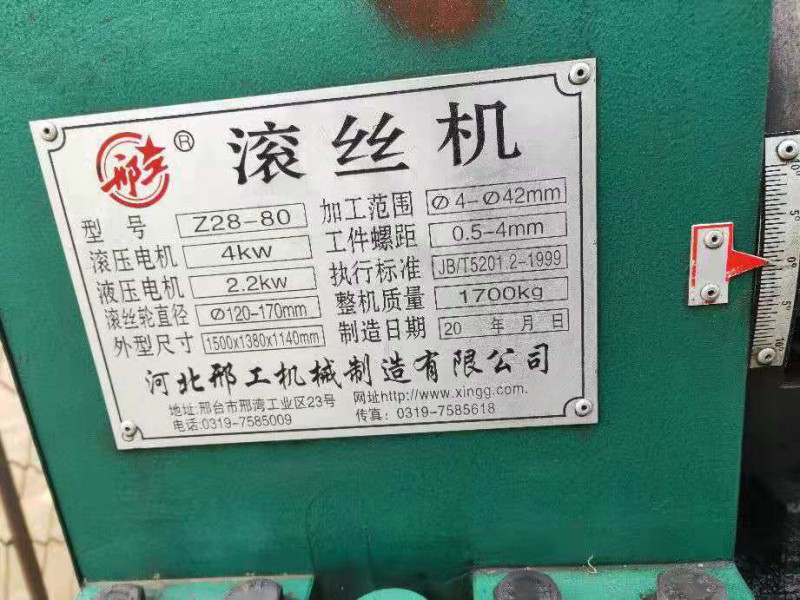 邢工 ® 滚丝机
型号 Z28-80 加工范围 Ø4-Ø42mm
滚压电机 4kw 工件螺距 0.5-4mm
液压电机 2.2kw 执行标准 JB/T5201.2-1999
滚丝轮直径 Ø120-170mm 整机质量 1700kg
外型尺寸 1500x1380x1140mm 制造日期 20 年 月 日
河北邢工机械制造有限公司
地址:邢台市邢湾工业区23号 网址http://www.xingg.com.
电话:0319-7585009 传真: 0319-7585618
10°
5°
0°
5°
10°